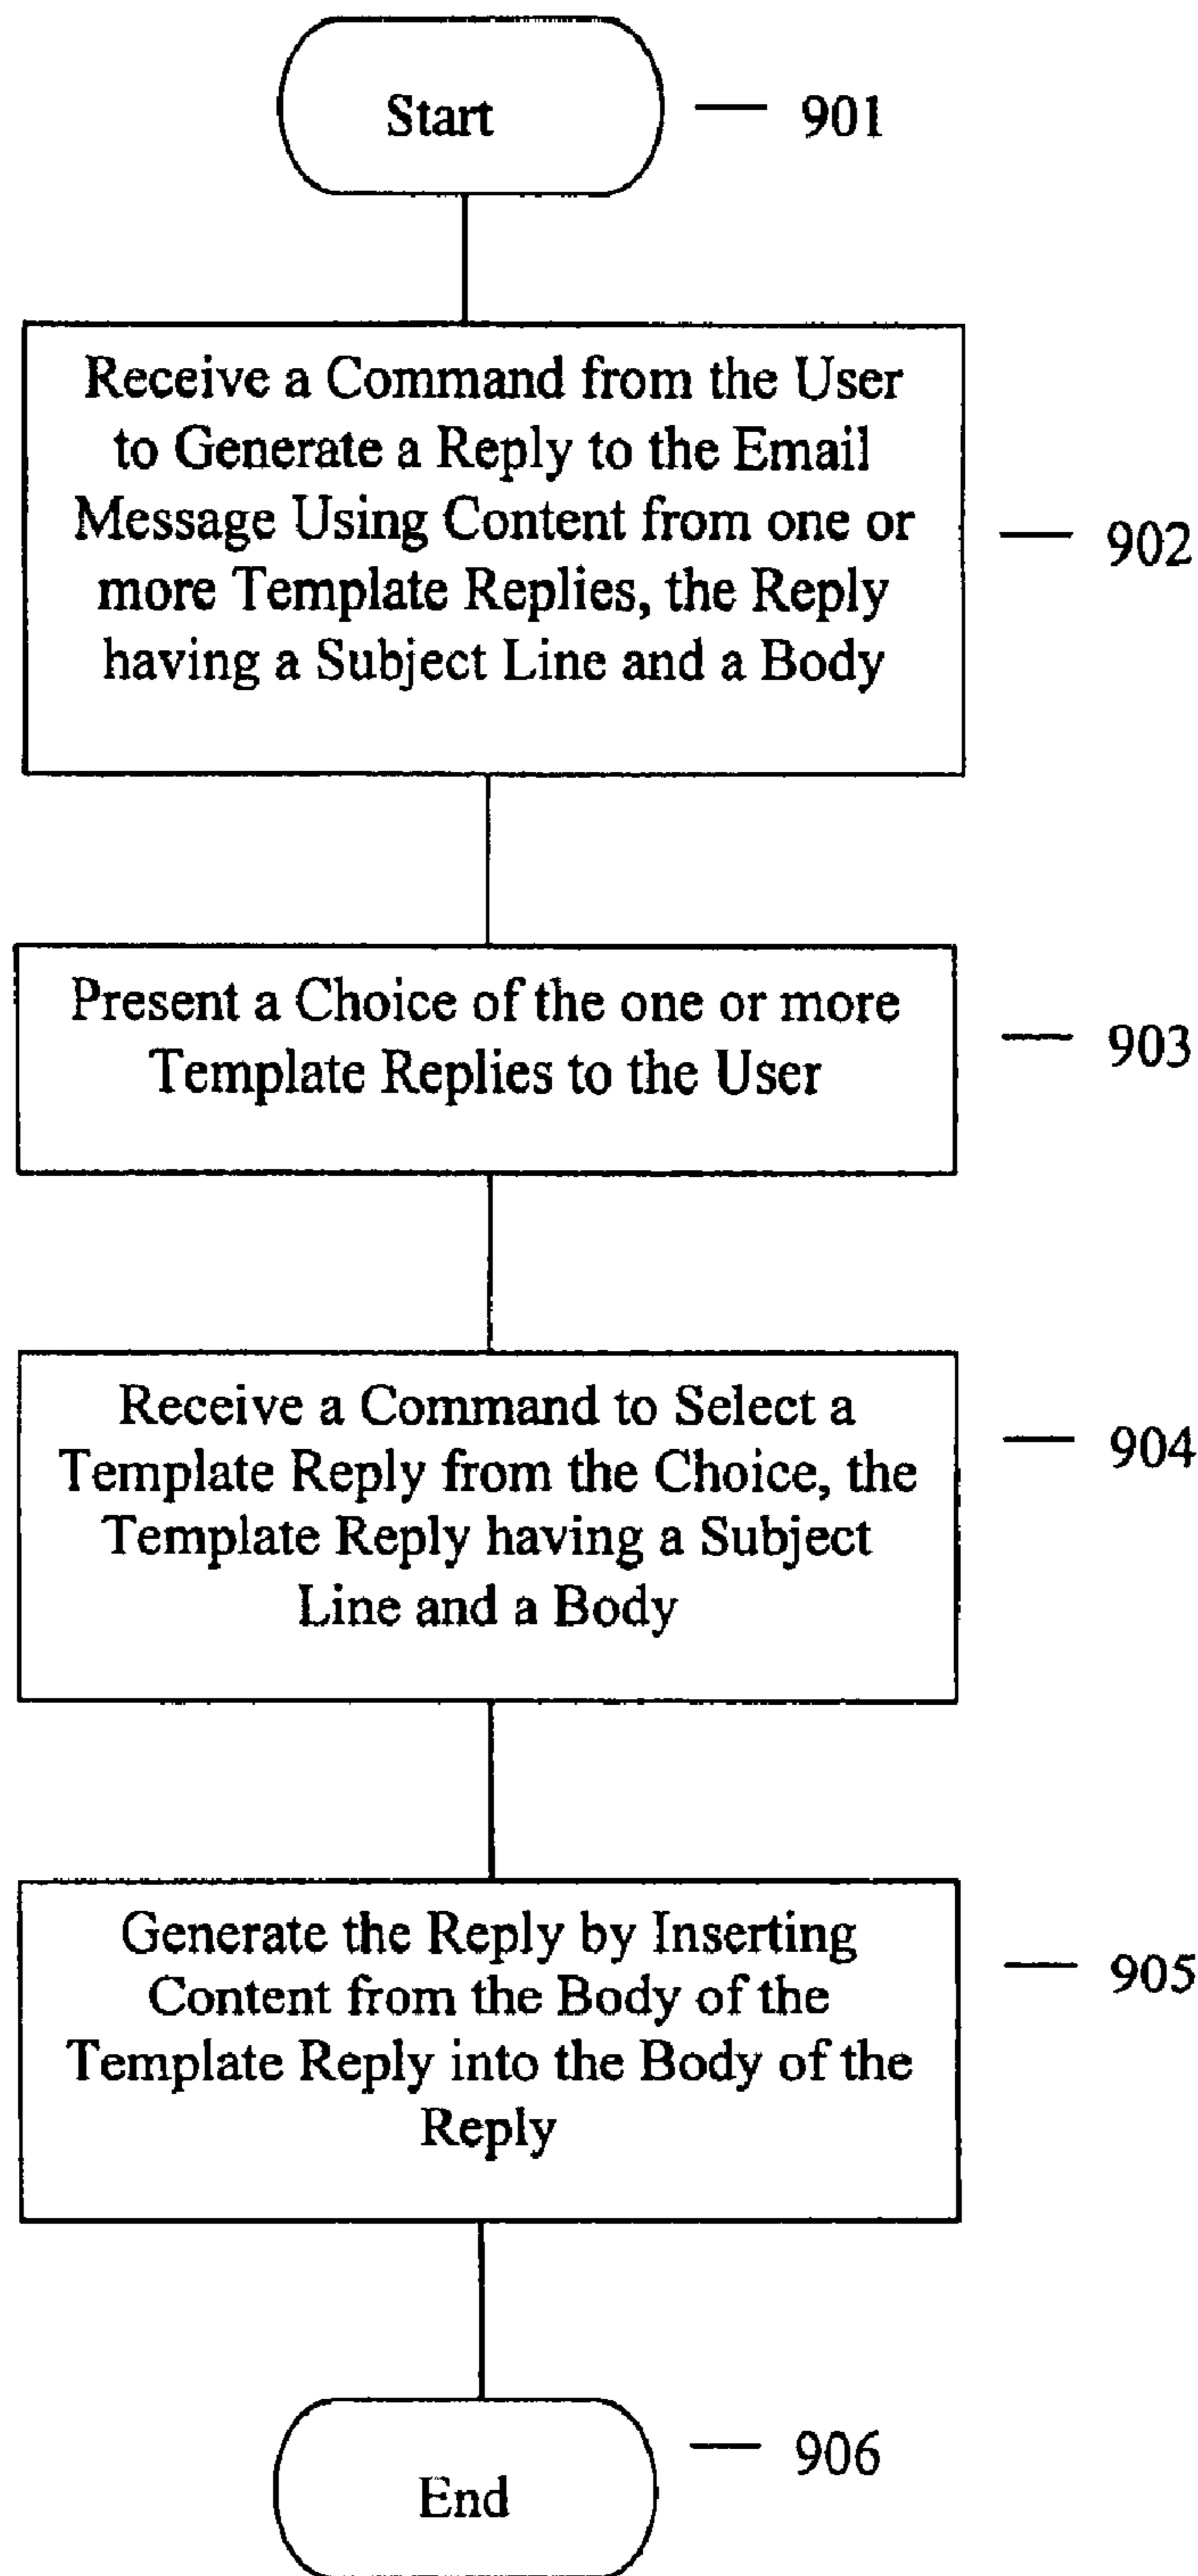 Start
901
Receive a Command from the User
to Generate a Reply to the Email
Message Using Content from one or
more Template Replies, the Reply
having a Subject Line and a Body
902
Present a Choice of the one or more
Template Replies to the User
903
Receive a Command to Select a
Template Reply from the Choice, the
Template Reply having a Subject
Line and a Body
904
Generate the Reply by Inserting
Content from the Body of the
Template Reply into the Body of the
Reply
905
End
906